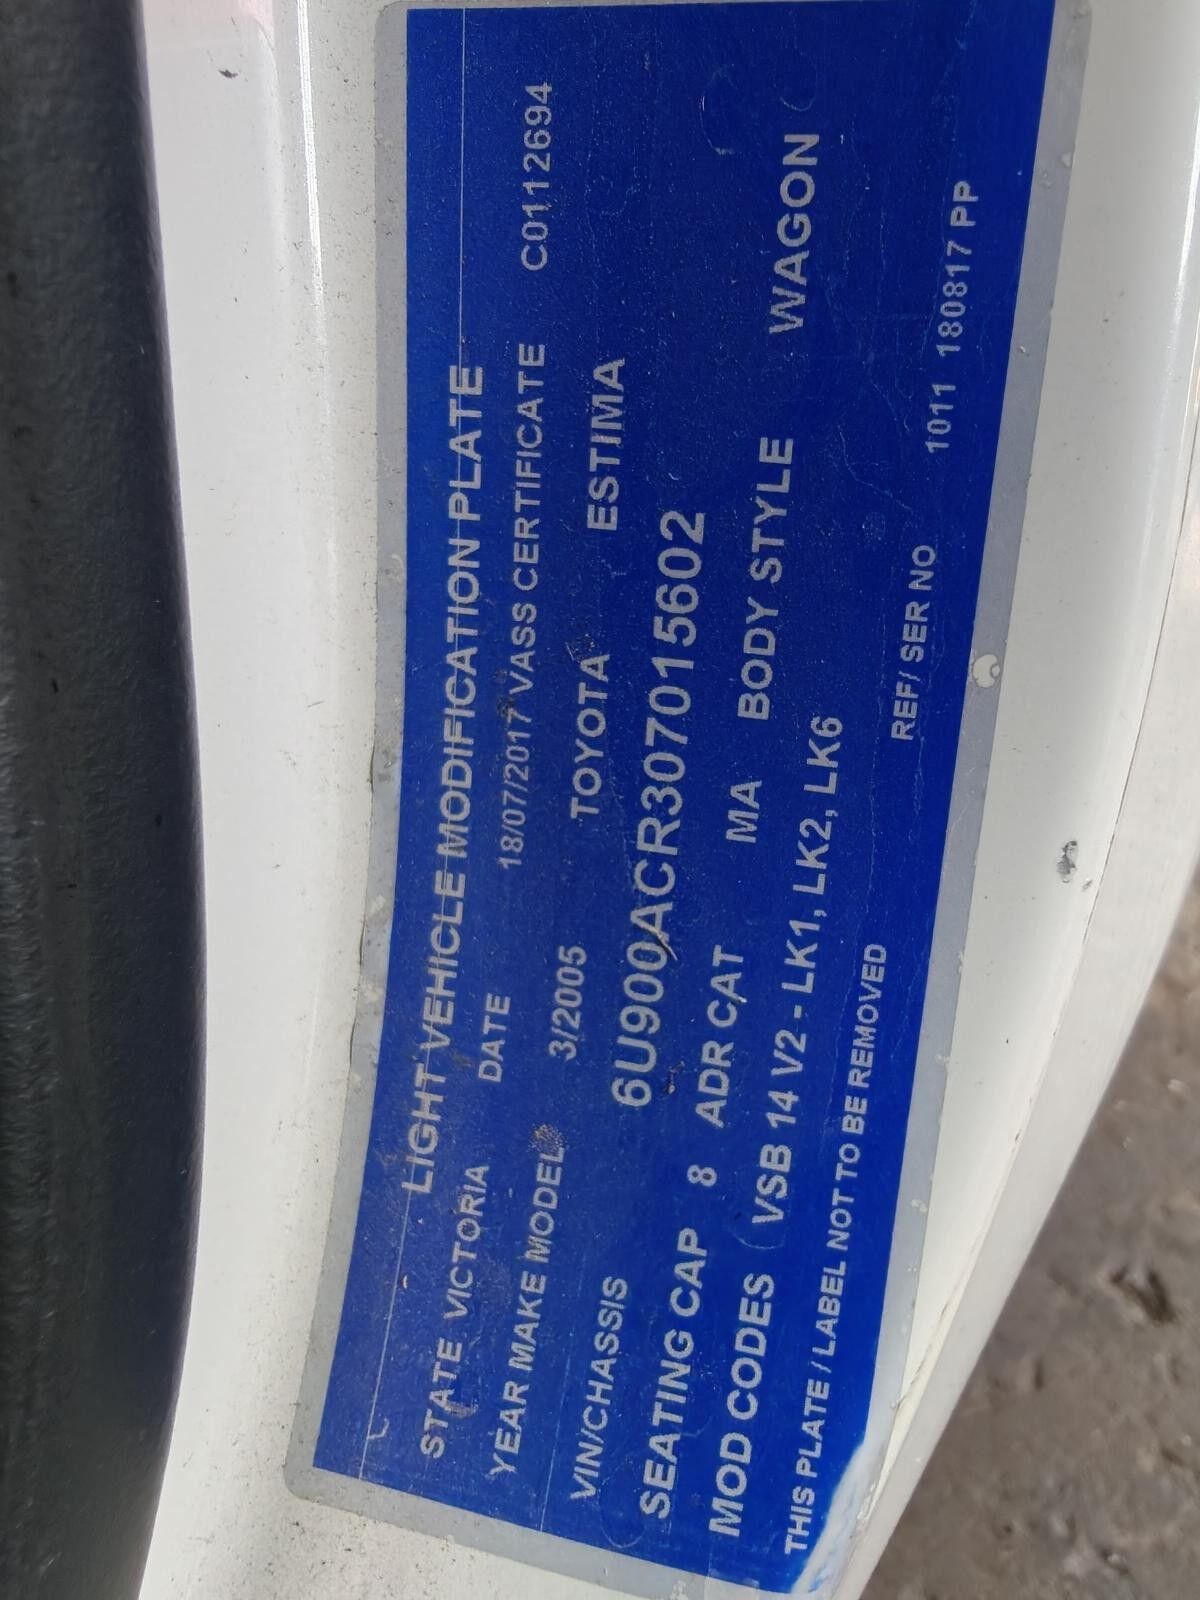 LIGHT VEHICLE MODIFICATION PLATE
STATE VICTORIA DATE 18/07/2017 VASS CERTIFICATE C0112694
YEAR MAKE MODEL 3/2005 TOYOTA ESTIMA
VIN/CHASSIS 6U900ACR307015602
SEATING CAP 8 ADR CAT MA BODY STYLE WAGON
MOD CODES VSB 14 V2 - LK1, LK2, LK6
THIS PLATE / LABEL NOT TO BE REMOVED REF/ SER NO 1011 180817 PP